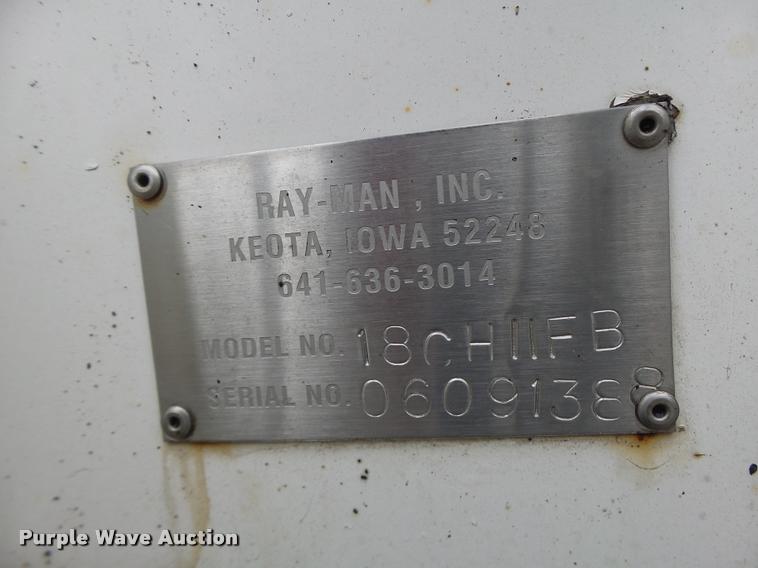 RAY-MAN , INC.
KEOTA, IOWA 52248
641-636-3014
MODEL NO. 18CHIIFB
SERIAL NO. 06091388
Purple Wave Auction